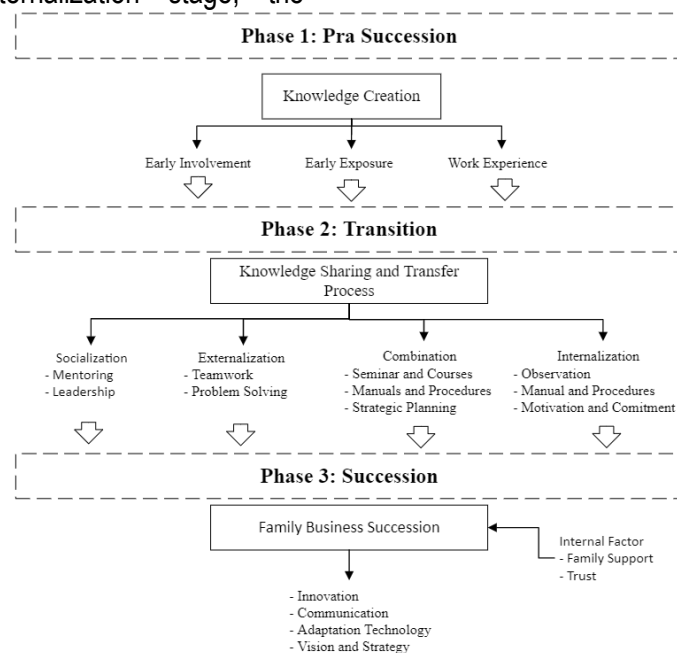 ternalization stage, the
Phase 1: Pra Succession
Knowledge Creation
Early Involvement
Early Exposure
Work Experience
Phase 2: Transition
Knowledge Sharing and Transfer
Process
Socialization
- Mentoring
- Leadership
Externalization
- Teamwork
- Problem Solving
Combination
- Seminar and Courses
- Manuals and Procedures
- Strategic Planning
Internalization
- Observation
- Manual and Procedures
- Motivation and Comitment
Phase 3: Succession
Family Business Succession
Internal Factor
- Family Support
- Trust
- Innovation
- Communication
- Adaptation Technology
- Vision and Strategy